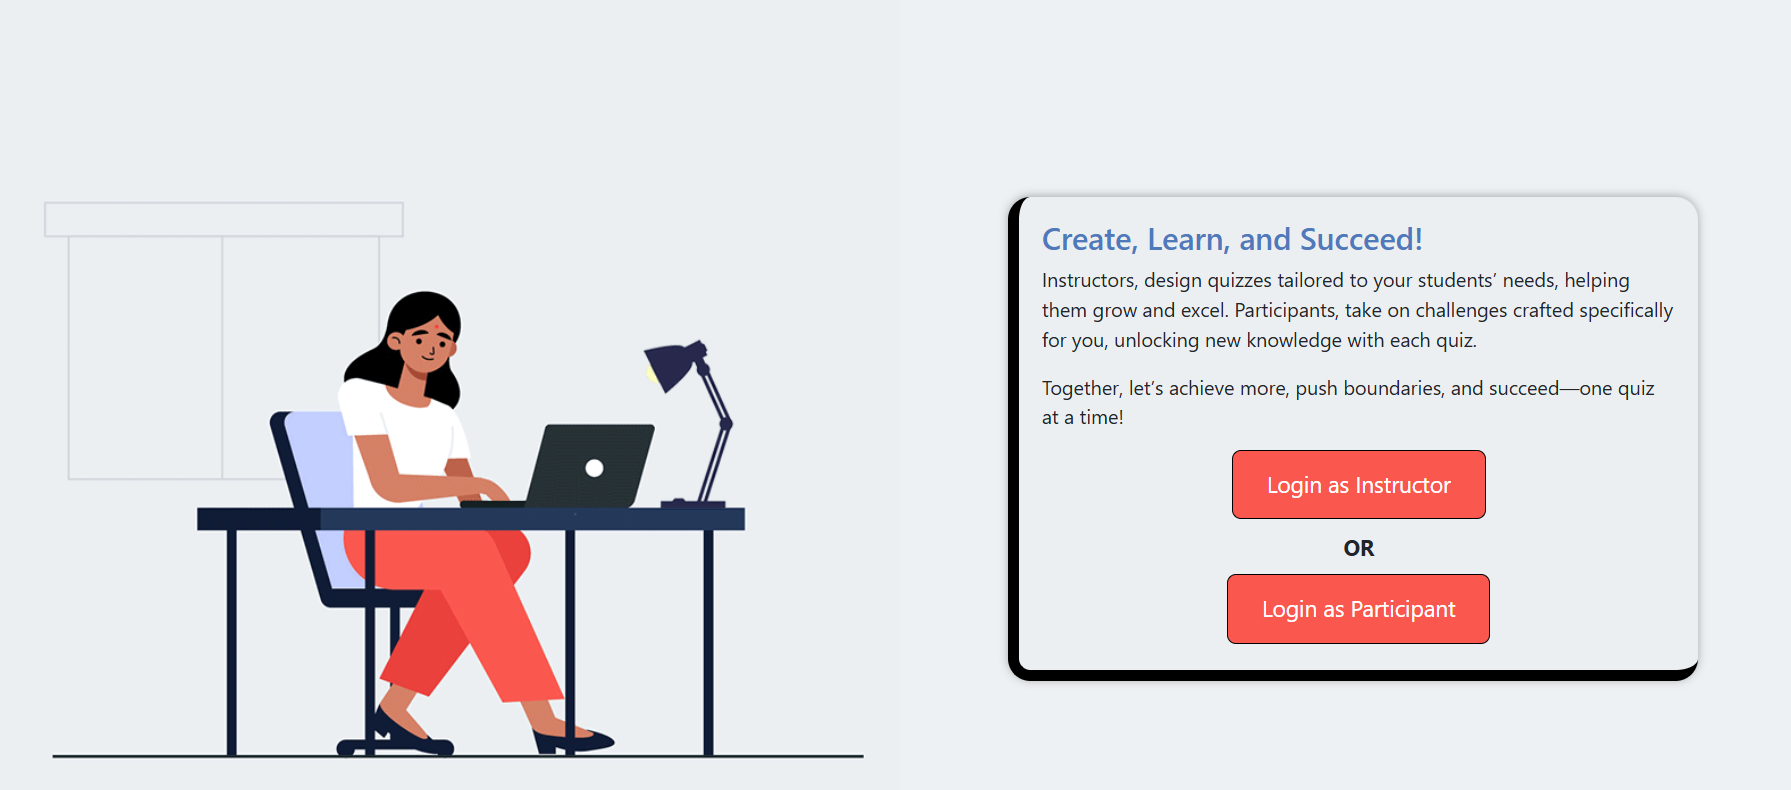 Create, Learn, and Succeed!
Instructors, design quizzes tailored to your students’ needs, helping
them grow and excel. Participants, take on challenges crafted specifically
for you, unlocking new knowledge with each quiz.
Together, let’s achieve more, push boundaries, and succeed—one quiz
at a time!
Login as Instructor
OR
Login as Participant